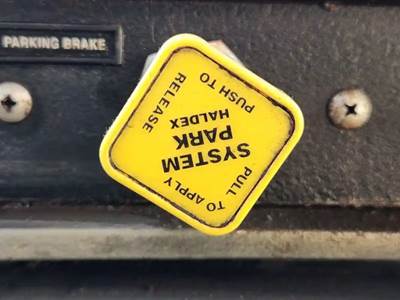 PARKING BRAKE
PULL TO APPLY
SYSTEM
PARK
HALDEX
PUSH TO
RELEASE